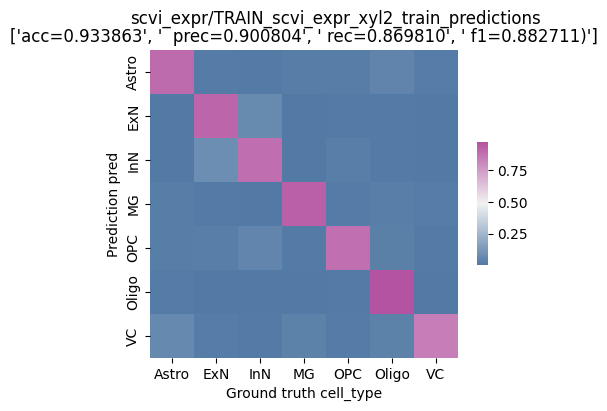 scvi_expr/TRAIN_scvi_expr_xyl2_train_predictions
['acc=0.933863', '  prec=0.900804', ' rec=0.869810', ' f1=0.882711)']
Astro
ExN
InN
MG
OPC
Oligo
VC
Prediction pred
0.75
0.50
0.25
Astro ExN InN MG OPC Oligo VC
Ground truth cell_type